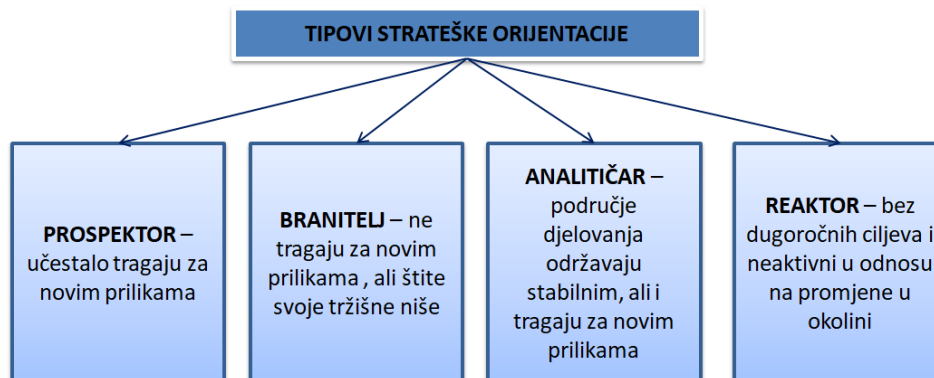 TIPOVI STRATEŠKE ORIJENTACIJE
PROSPEKTOR –
učestalo tragaju za
novim prilikama
BRANITELJ – ne
tragaju za novim
prilikama , ali štite
svoje tržišne niše
ANALITIČAR –
područje
djelovanja
održavaju
stabilnim, ali i
tragaju za novim
prilikama
REAKTOR – bez
dugoročnih ciljeva i
neaktivni u odnosu
na promjene u
okolini